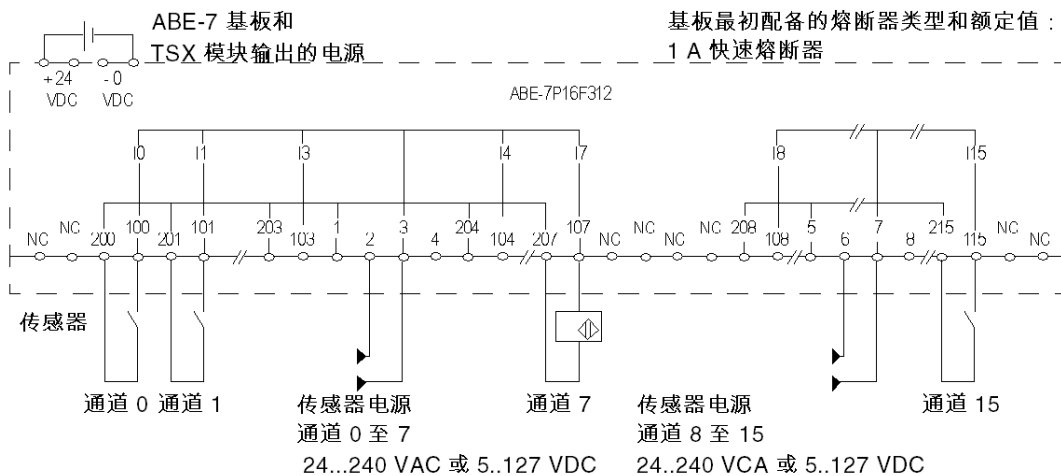 ABE-7 基板和
TSX 模块输出的电源
基板最初配备的熔断器类型和额定值:
1 A 快速熔断器
+24 VDC
-0 VDC
ABE-7P16F312
I0 I1 I3 I4 I7 I8 I15
NC NC 200 100 201 101 203 103 1 2 3 4 204 104 207 107 NC NC NC NC 208 108 5 6 7 8 215 115 NC NC
传感器
通道 0 通道 1 传感器电源 通道 7 传感器电源 通道 15
通道 0 至 7 通道 8 至 15
24...240 VAC 或 5..127 VDC 24..240 VCA 或 5..127 VDC